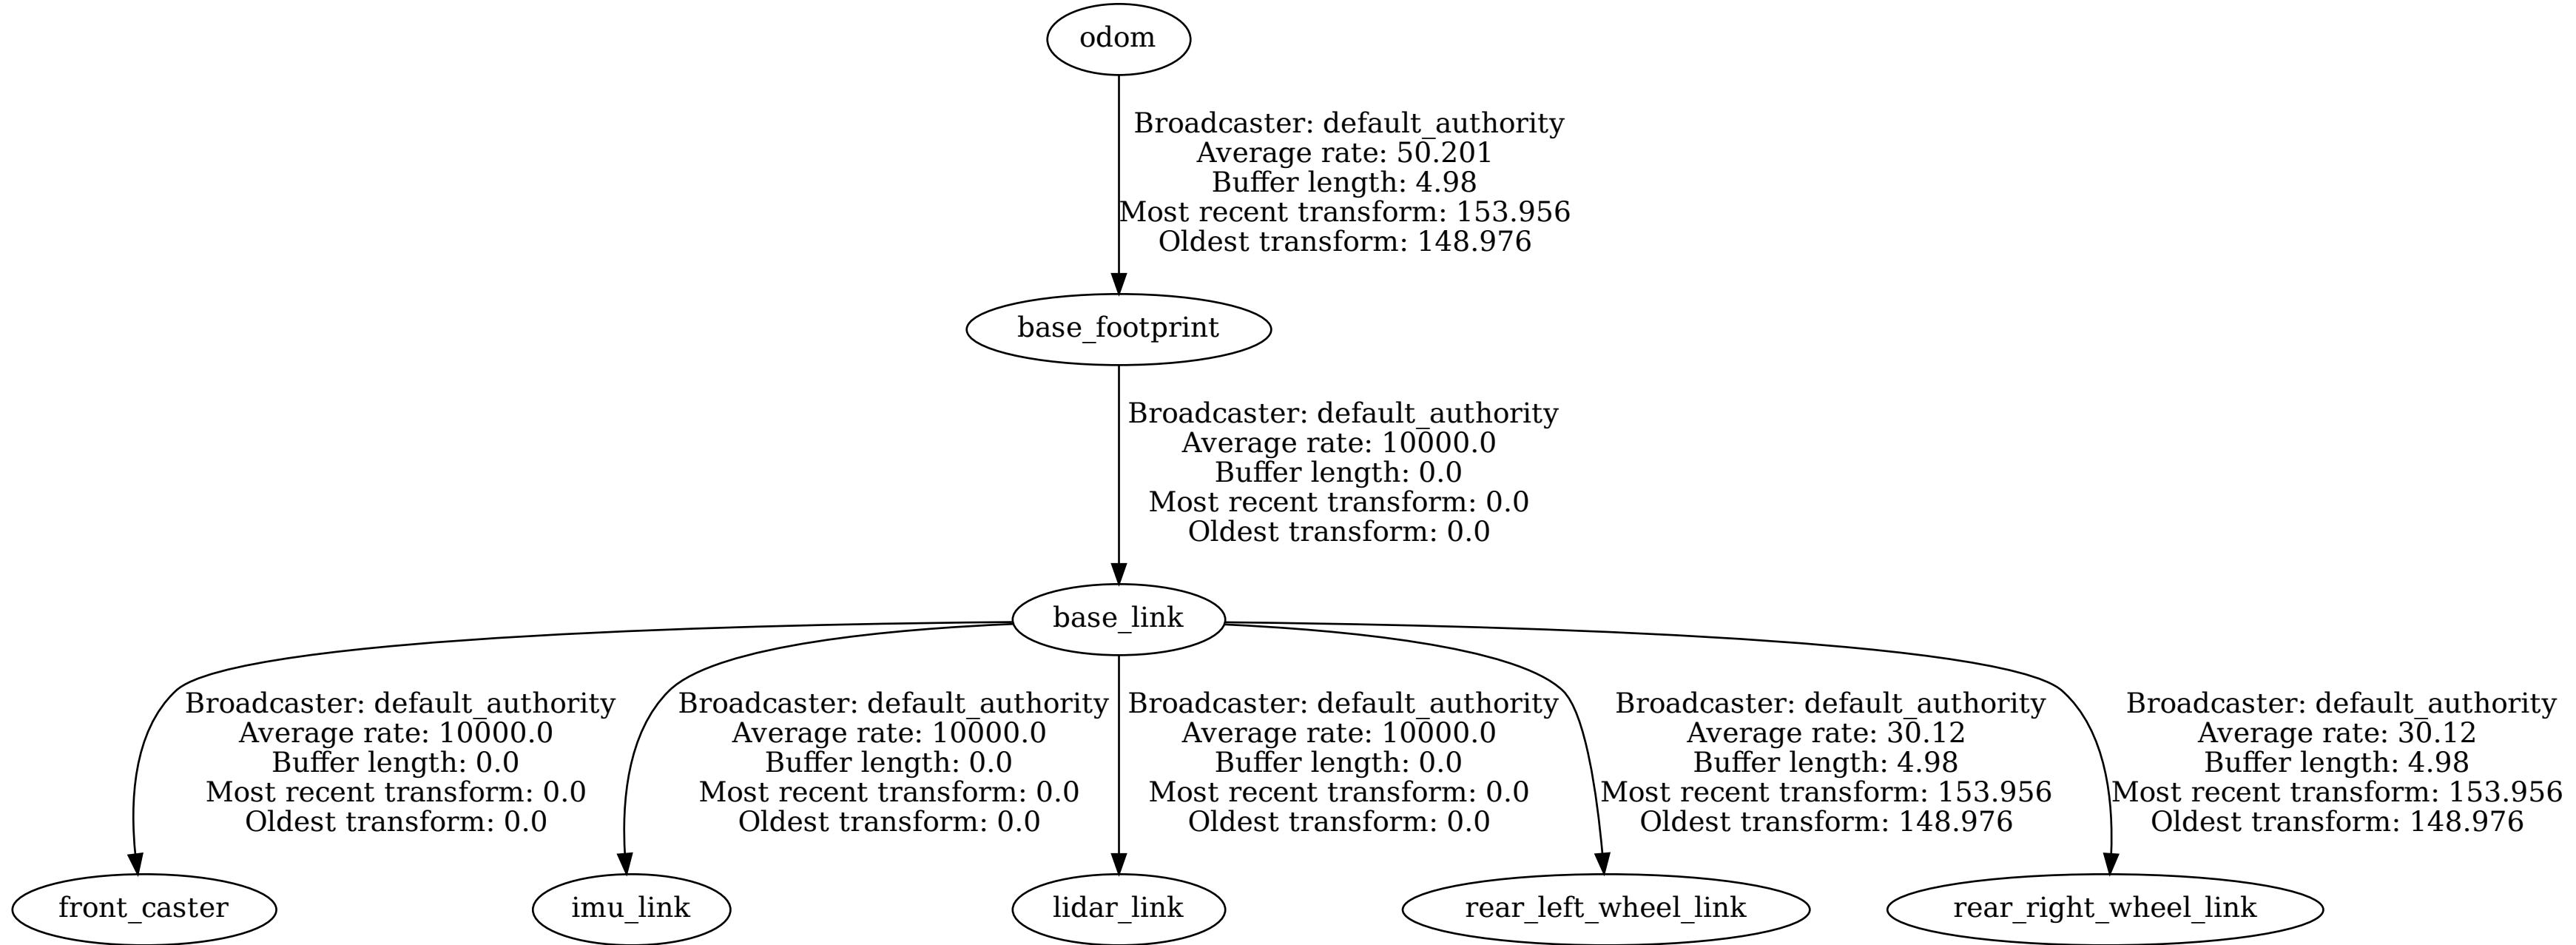 odom
Broadcaster: default_authority
Average rate: 50.201
Buffer length: 4.98
Most recent transform: 153.956
Oldest transform: 148.976
base_footprint
Broadcaster: default_authority
Average rate: 10000.0
Buffer length: 0.0
Most recent transform: 0.0
Oldest transform: 0.0
base_link
Broadcaster: default_authority
Average rate: 10000.0
Buffer length: 0.0
Most recent transform: 0.0
Oldest transform: 0.0
Broadcaster: default_authority
Average rate: 10000.0
Buffer length: 0.0
Most recent transform: 0.0
Oldest transform: 0.0
Broadcaster: default_authority
Average rate: 10000.0
Buffer length: 0.0
Most recent transform: 0.0
Oldest transform: 0.0
Broadcaster: default_authority
Average rate: 30.12
Buffer length: 4.98
Most recent transform: 153.956
Oldest transform: 148.976
Broadcaster: default_authority
Average rate: 30.12
Buffer length: 4.98
Most recent transform: 153.956
Oldest transform: 148.976
front_caster
imu_link
lidar_link
rear_left_wheel_link
rear_right_wheel_link